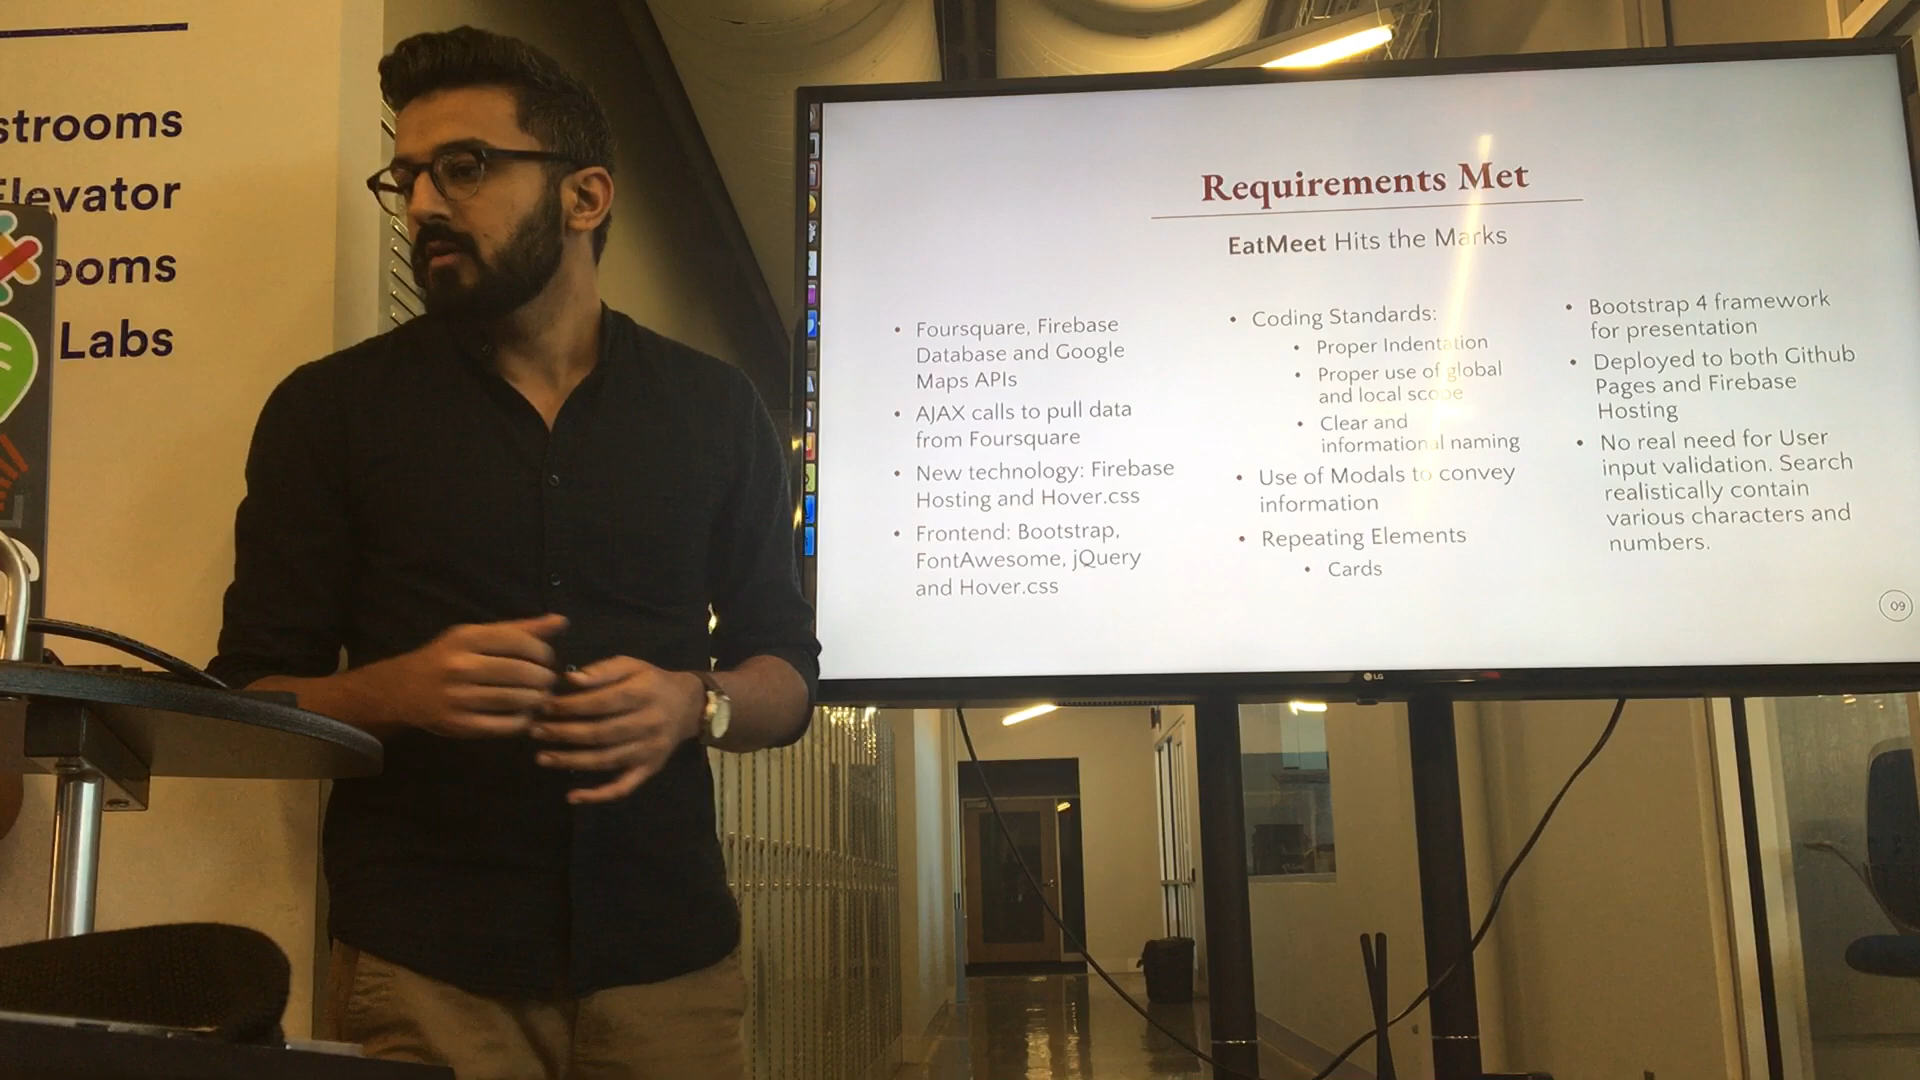 strooms
Elevator
ooms
Labs
Requirements Met
EatMeet Hits the Marks
• Foursquare, Firebase
Database and Google
Maps APIs
• AJAX calls to pull data
from Foursquare
• New technology: Firebase
Hosting and Hover.css
• Frontend: Bootstrap,
FontAwesome, jQuery
and Hover.css
• Coding Standards:
• Proper Indentation
• Proper use of global
and local scope
• Clear and
informational naming
• Use of Modals to convey
information
• Repeating Elements
• Cards
• Bootstrap 4 framework
for presentation
• Deployed to both Github
Pages and Firebase
Hosting
• No real need for User
input validation. Search
realistically contain
various characters and
numbers.
09
LG